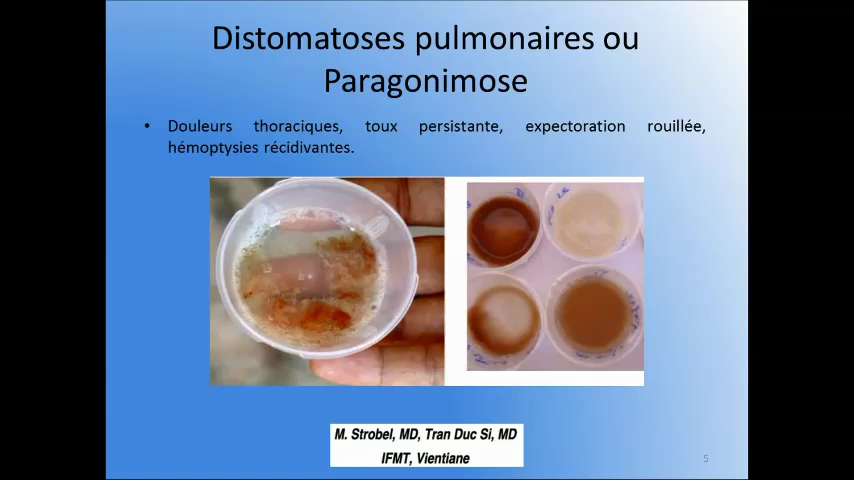 Distomatoses pulmonaires ou
Paragonimose
• Douleurs thoraciques, toux persistante, expectoration rouillée,
hémoptysies récidivantes.
M. Strobel, MD, Tran Duc Si, MD
IFMT, Vientiane
5